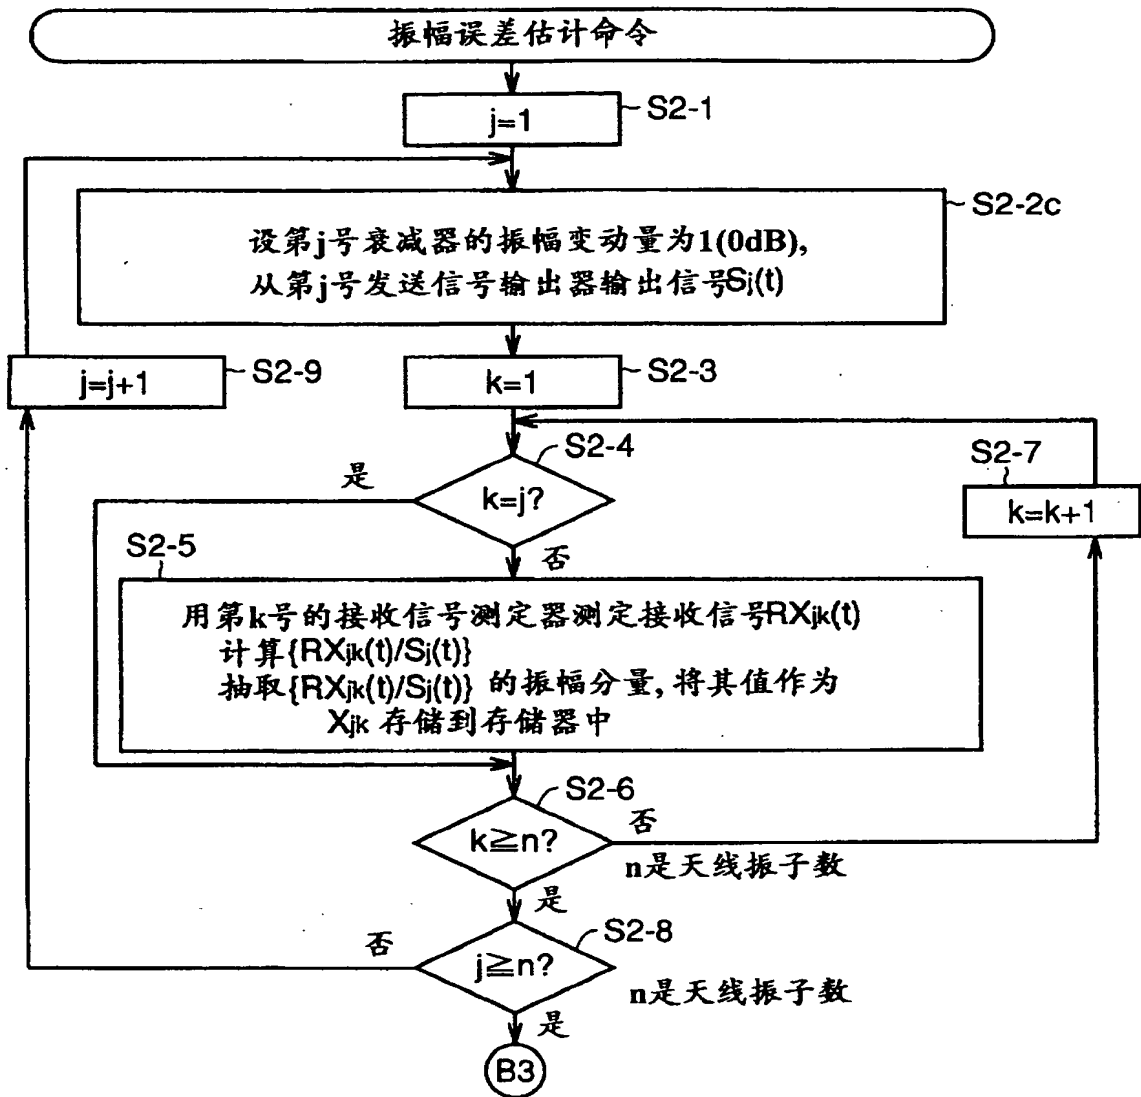 振幅误差估计命令
j=1
S2-1
S2-2c
设第j号衰减器的振幅变动量为1(0dB),
从第j号发送信号输出器输出信号Sj(t)
j=j+1
S2-9
k=1
S2-3
S2-4
是
k=j?
否
S2-7
k=k+1
S2-5
用第k号的接收信号测定器测定接收信号RXjk(t)
计算{RXjk(t)/Sj(t)}
抽取{RXjk(t)/Sj(t)} 的振幅分量,将其值作为
Xjk 存储到存储器中
S2-6
k≧n?
否
n是天线振子数
是
S2-8
否
j≧n?
n是天线振子数
是
B3